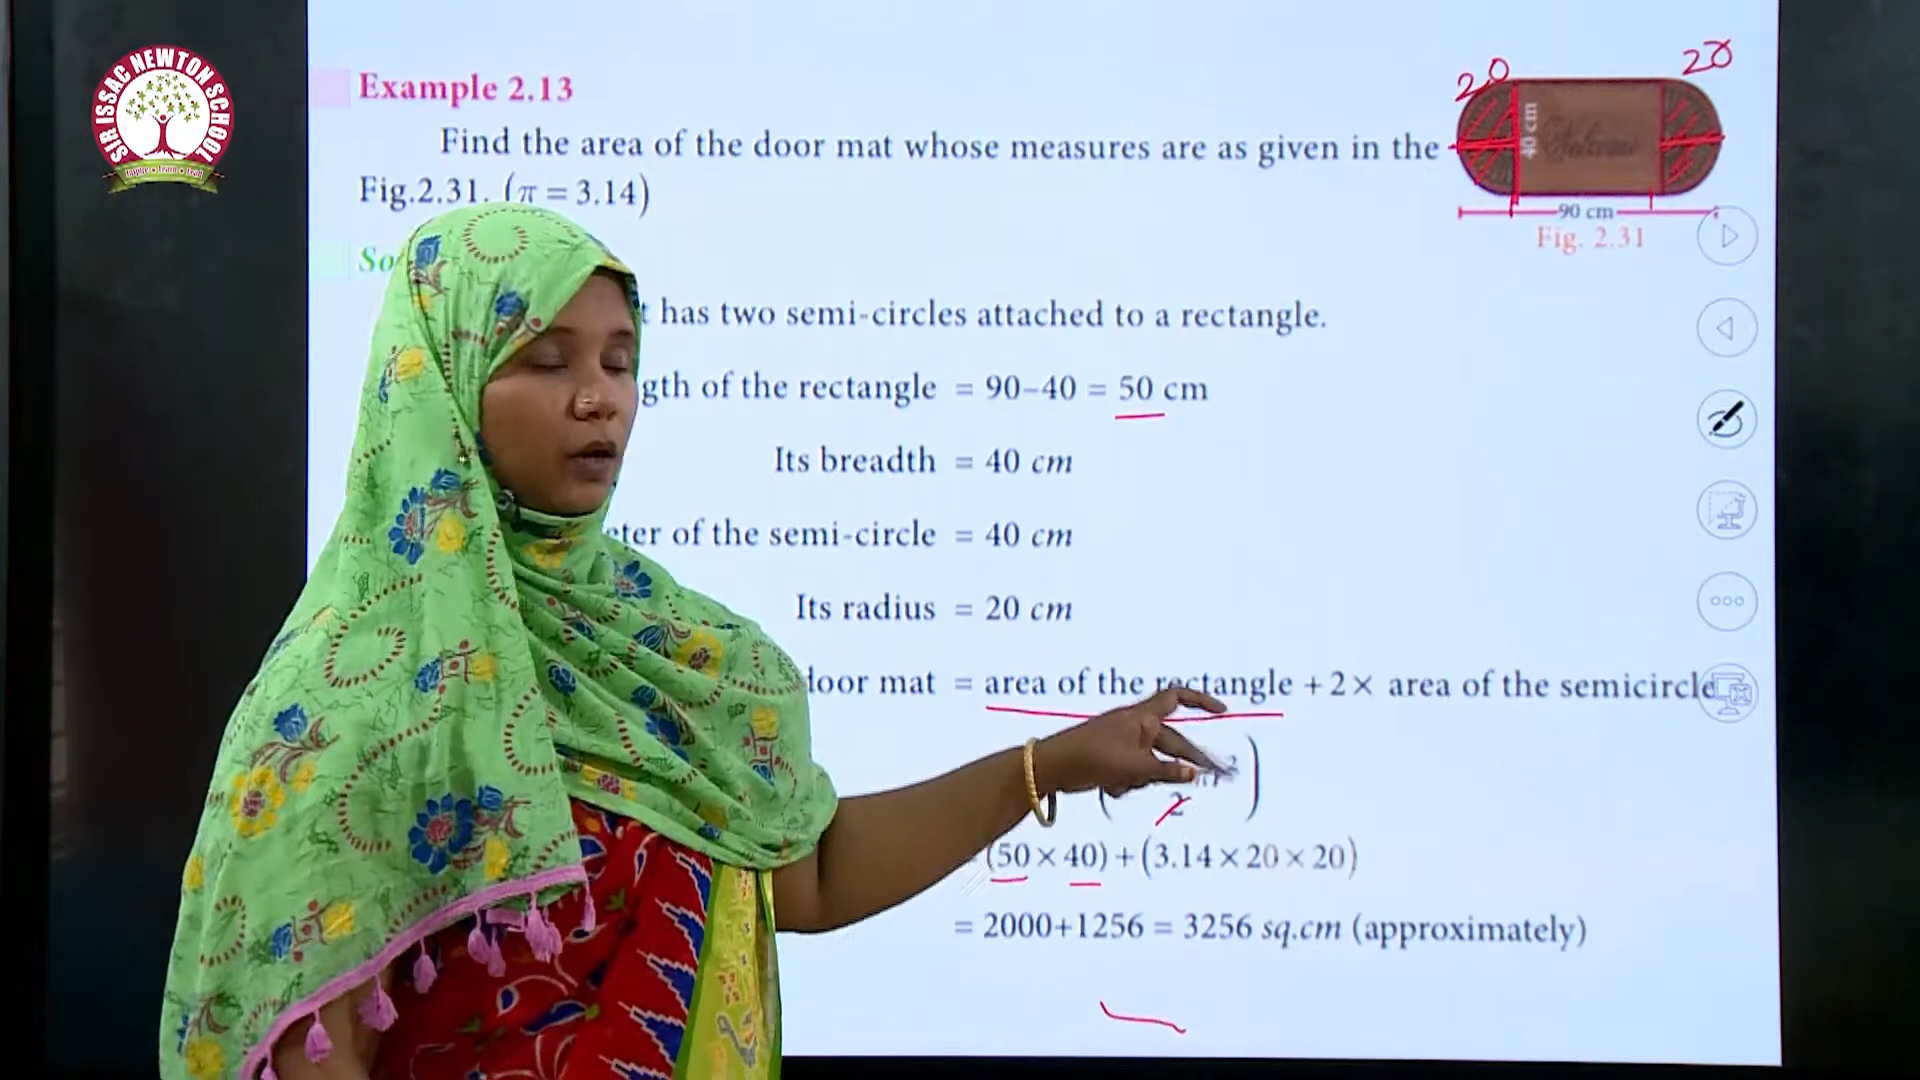 SIR ISSAC NEWTON SCHOOL
Example 2.13
Find the area of the door mat whose measures are as given in the
Fig.2.31. (π = 3.14)
20
20
40 cm
90 cm
Fig. 2.31
So
t has two semi-circles attached to a rectangle.
gth of the rectangle = 90–40 = 50 cm
Its breadth = 40 cm
eter of the semi-circle = 40 cm
Its radius = 20 cm
door mat = area of the rectangle + 2× area of the semicircle
2
(50 × 40) + (3.14 × 20 × 20)
= 2000+1256 = 3256 sq.cm (approximately)